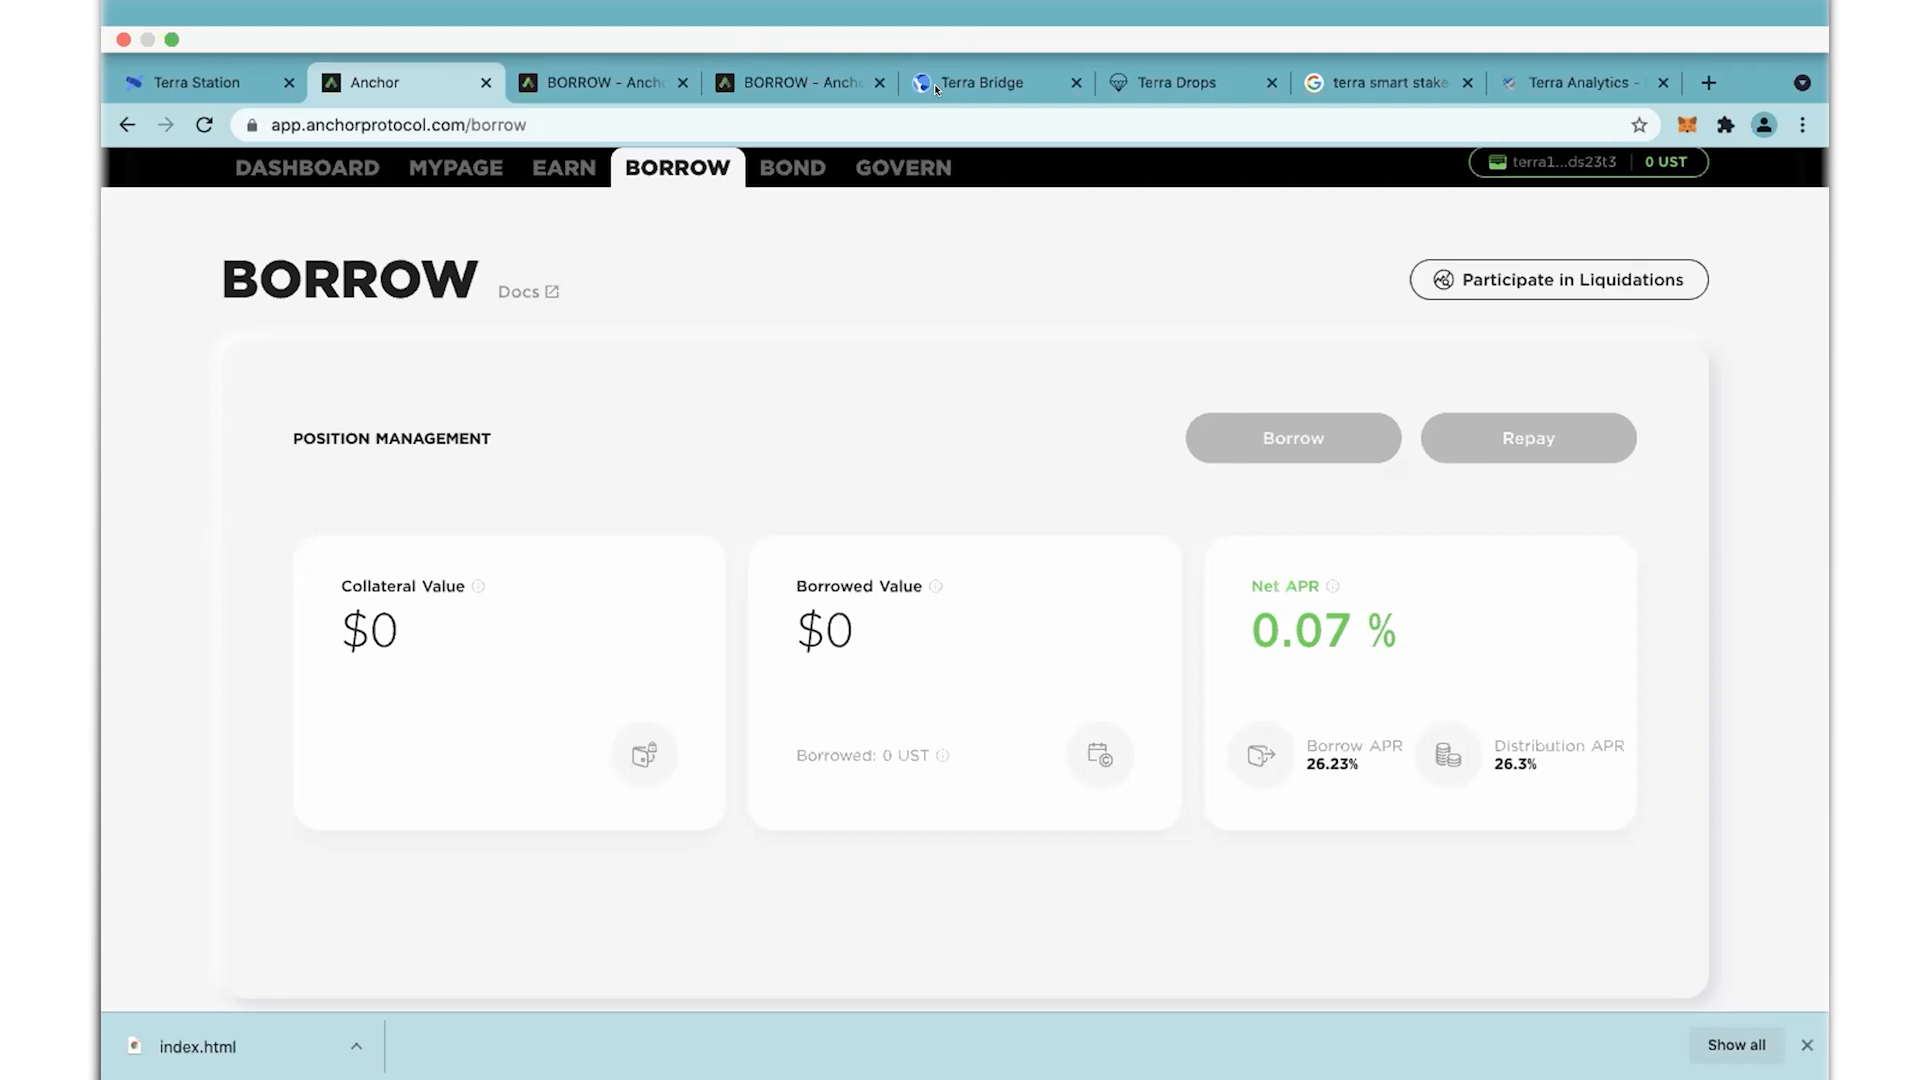 Terra Station
Anchor
BORROW - Ancho
BORROW - Ancho
Terra Bridge
Terra Drops
terra smart stake
Terra Analytics -
app.anchorprotocol.com/borrow
DASHBOARD MYPAGE EARN BORROW BOND GOVERN
terra1...ds23t3 0 UST
BORROW Docs
Participate in Liquidations
POSITION MANAGEMENT
Borrow
Repay
Collateral Value
$0
Borrowed Value
$0
Borrowed: 0 UST
Net APR
0.07 %
Borrow APR
26.23%
Distribution APR
26.3%
index.html
Show all